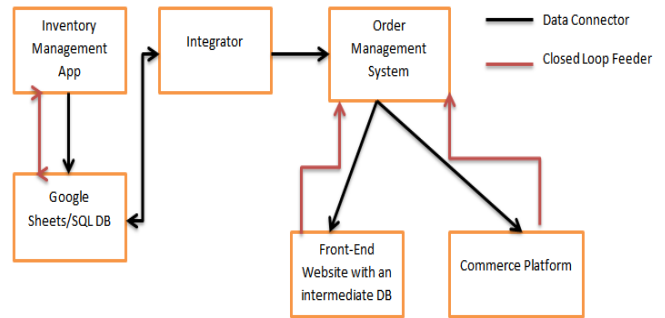 Inventory
Management
App
Integrator
Order
Management
System
Data Connector
Closed Loop Feeder
Google
Sheets/SQL DB
Front-End
Website with an
intermediate DB
Commerce Platform